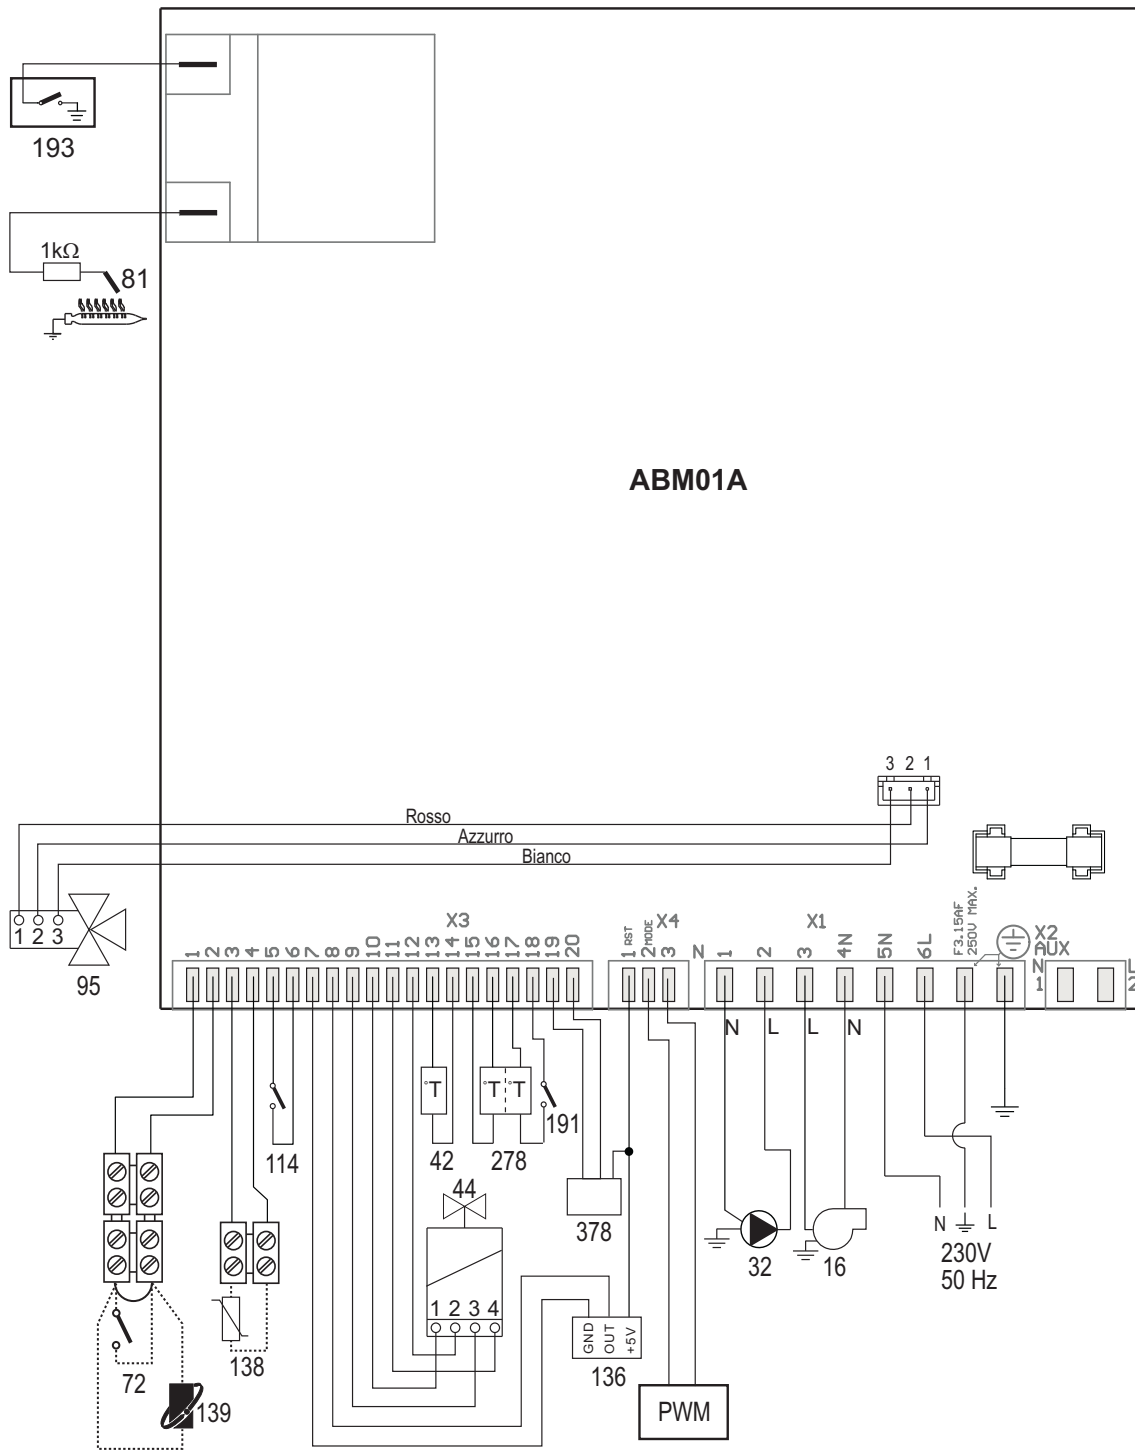 193
1kΩ
81
ABM01A
3 2 1
Rosso
Azzurro
Bianco
1 2 3
95
X3
1 2 3 4 5 6 7 8 9 10 11 12 13 14 15 16 17 18 19 20
X4
1 RST
2 MODE
3
N
X1
1 2 3 4N 5N 6L
F3.15AF
250V MAX.
X2
AUX
N L
1 2
N L L N
°T
°T °T
191
114
42
278
44
378
32
16
N L
230V
50 Hz
1 2 3 4
GND
OUT
+5V
136
138
72
139
PWM